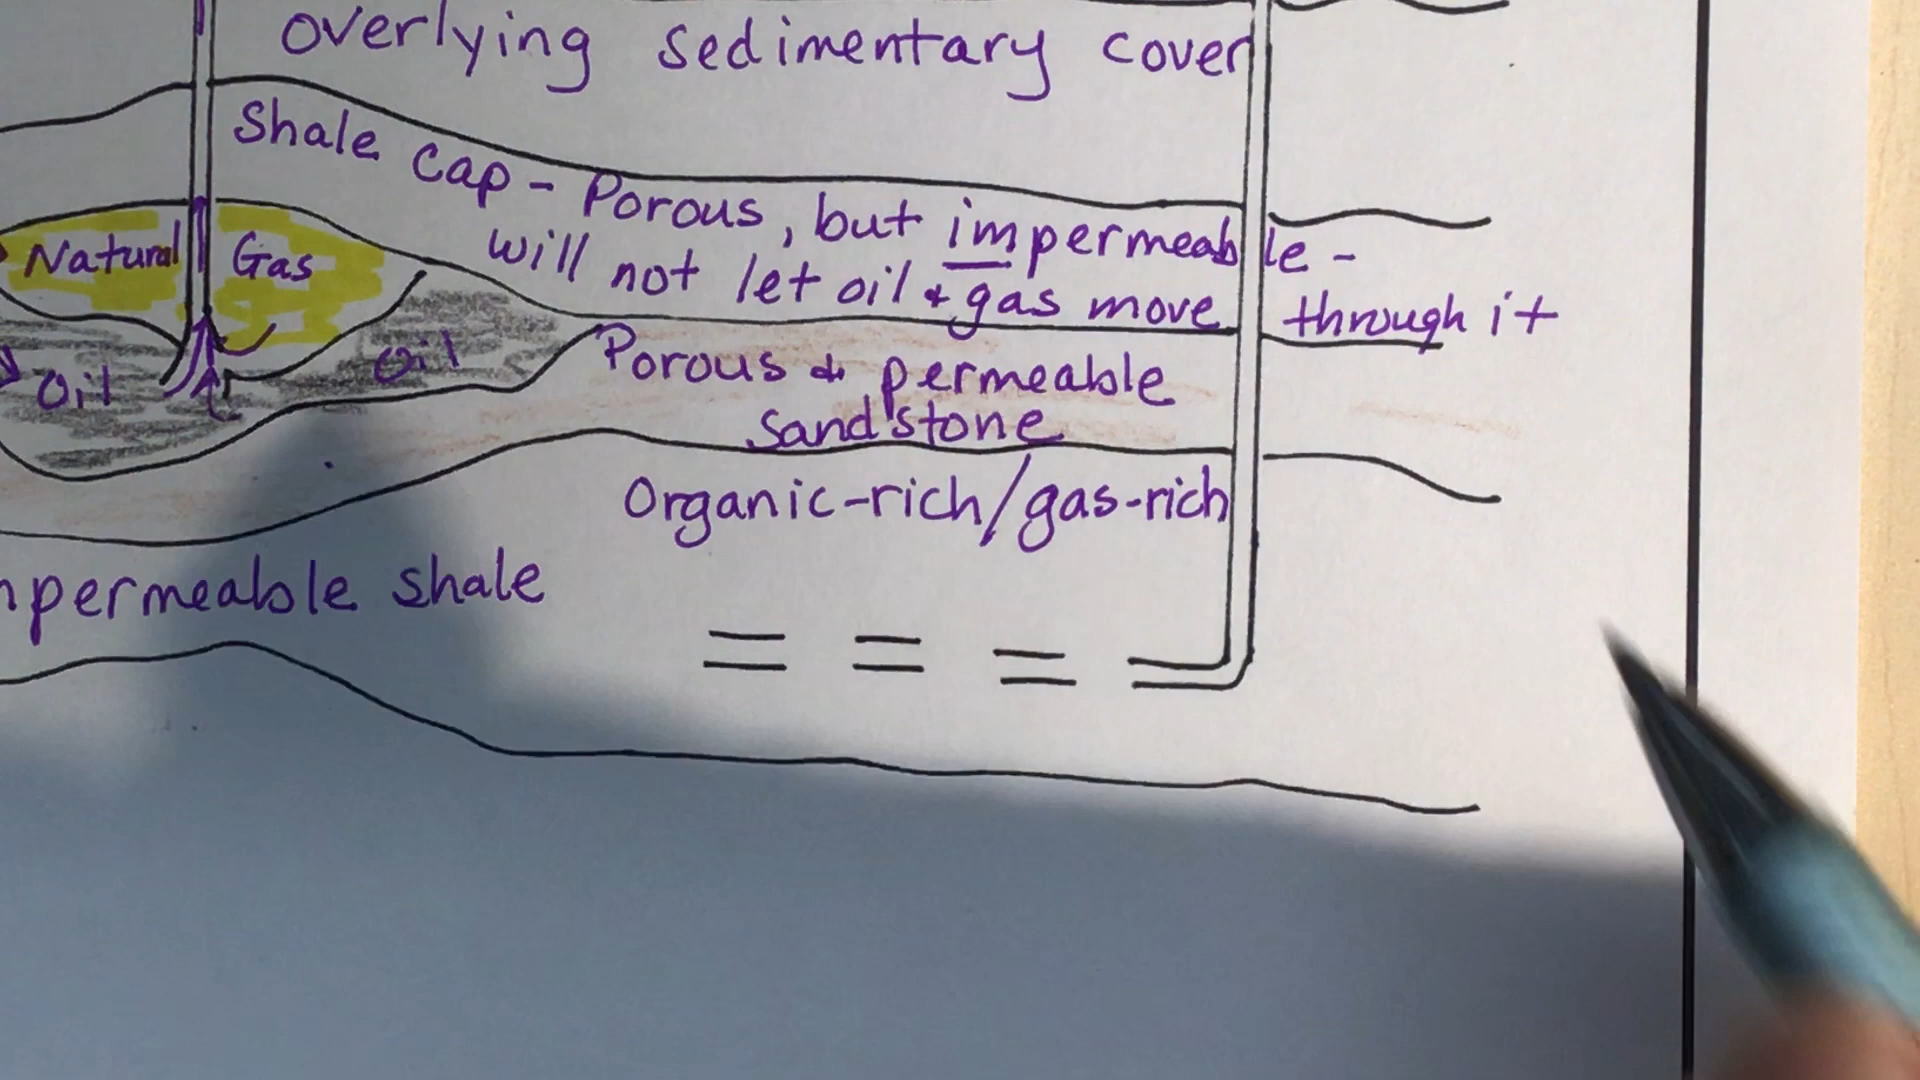 overlying sedimentary cover
Shale cap - Porous, but impermeable -
will not let oil & gas move through it
Natural Gas
Oil
Oil
Porous & permeable
sandstone
Organic-rich/gas-rich
shale